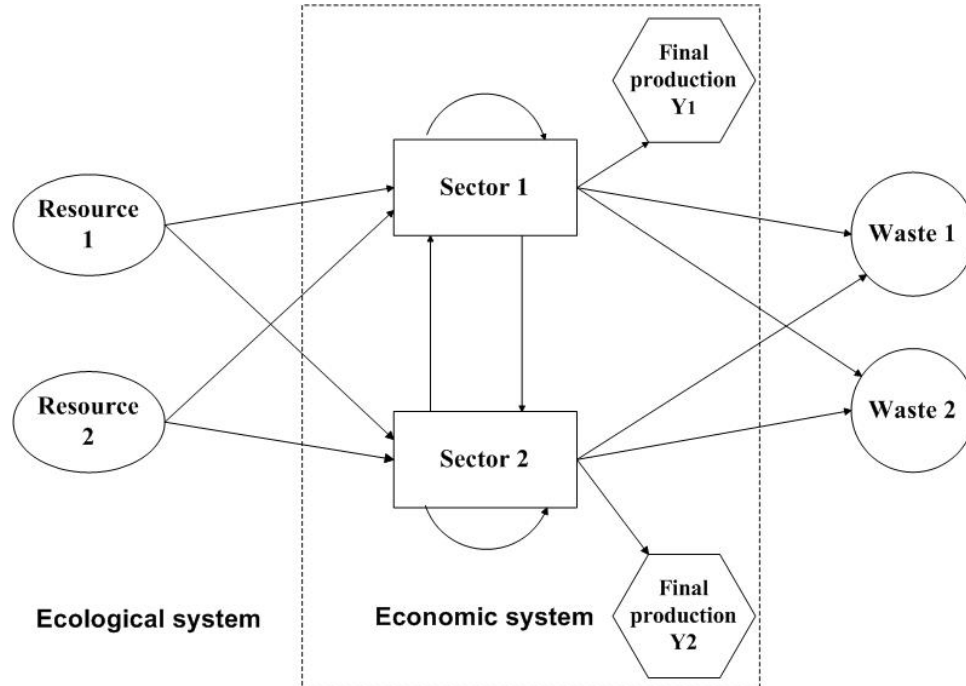 Final
production
Y1
Sector 1
Resource
1
Waste 1
Resource
2
Waste 2
Sector 2
Final
production
Y2
Ecological system
Economic system